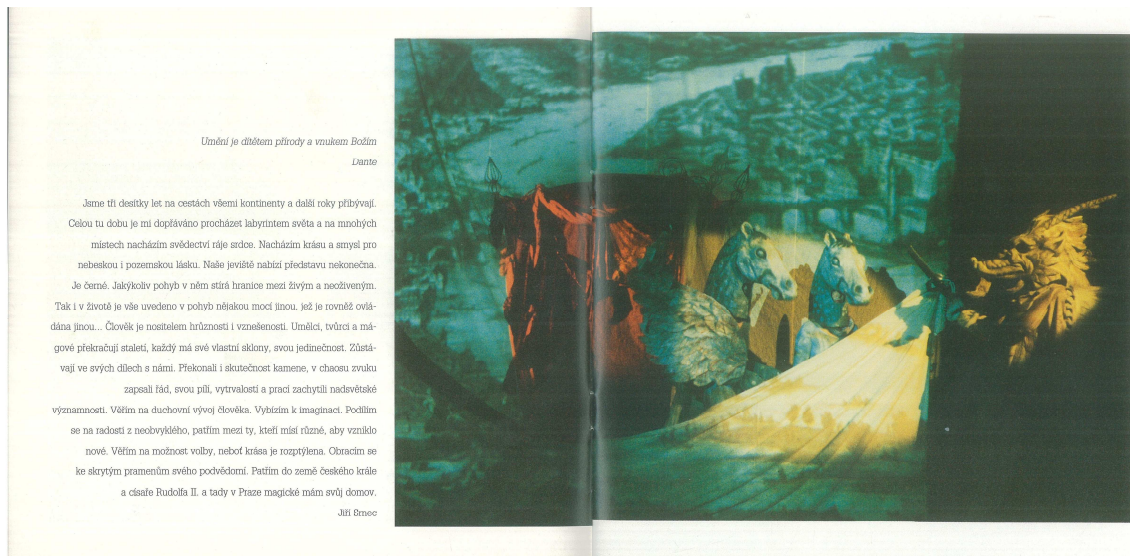 Umění je dítětem přírody a vnukem Božím
Dante
Jsme tři desítky let na cestách všemi kontinenty a další roky přibývají.
Celou tu dobu je mi dopřáváno procházet labyrintem světa a na mnohých
místech nacházím svědectví ráje srdce. Nacházím krásu a smysl pro
nebeskou i pozemskou lásku. Naše jeviště nabízí představu nekonečna.
Je černé. Jakýkoliv pohyb v něm stírá hranice mezi živým a neoživeným.
Tak i v životě je vše uvedeno v pohyb nějakou mocí jinou, jež je rovněž ovlá-
dána jinou... Člověk je nositelem hrůznosti i vznešenosti. Umělci, tvůrci a má-
gové překračují staletí, každý má své vlastní sklony, svou jedinečnost. Zůstá-
vají ve svých dílech s námi. Překonali i skutečnost kamene, v chaosu zvuku
zapsali řád, svou pílí, vytrvalostí a prací zachytili nadsvětské
významnosti. Věřím na duchovní vývoj člověka. Vybízím k imaginaci. Podílím
se na radosti z neobvyklého, patřím mezi ty, kteří mísí různé, aby vzniklo
nové. Věřím na možnost volby, neboť krása je rozptýlena. Obracím se
ke skrytým pramenům svého podvědomí. Patřím do země českého krále
a císaře Rudolfa II. a tady v Praze magické mám svůj domov.
Jiří Srnec